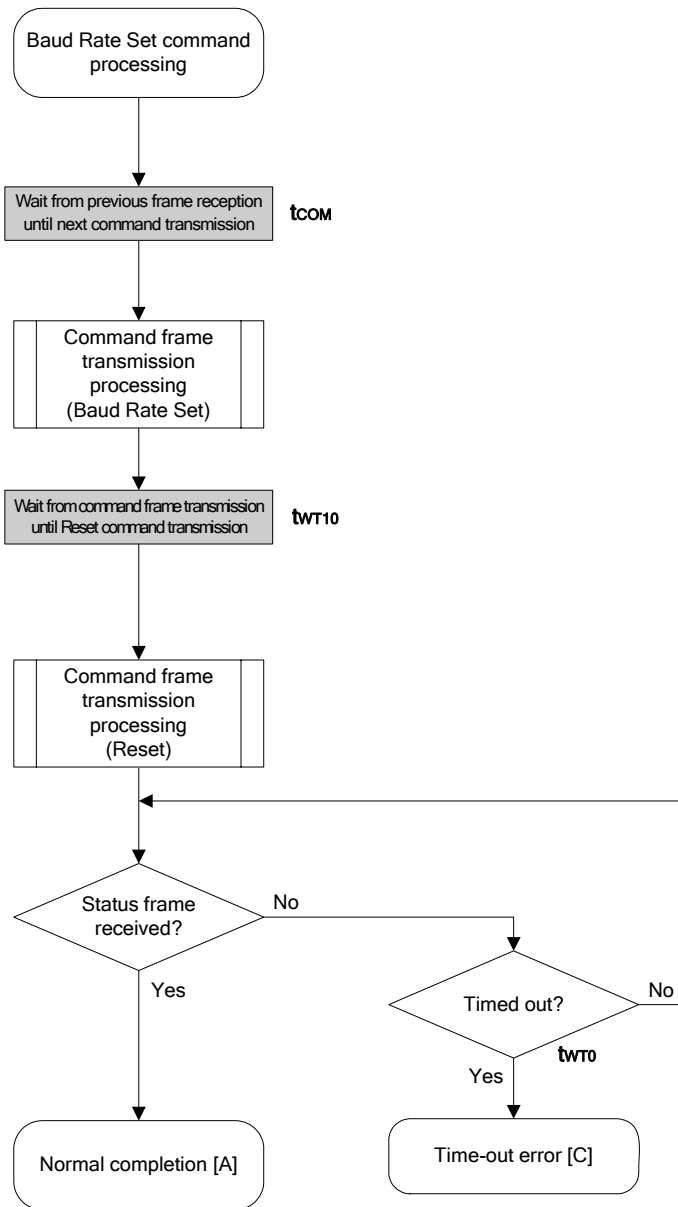 Baud Rate Set command
processing
Wait from previous frame reception
until next command transmission
tCOM
Command frame
transmission
processing
(Baud Rate Set)
Wait from command frame transmission
until Reset command transmission
tWT10
Command frame
transmission
processing
(Reset)
Status frame
received?
No
Yes
Timed out?
No
tWT0
Yes
Normal completion [A]
Time-out error [C]